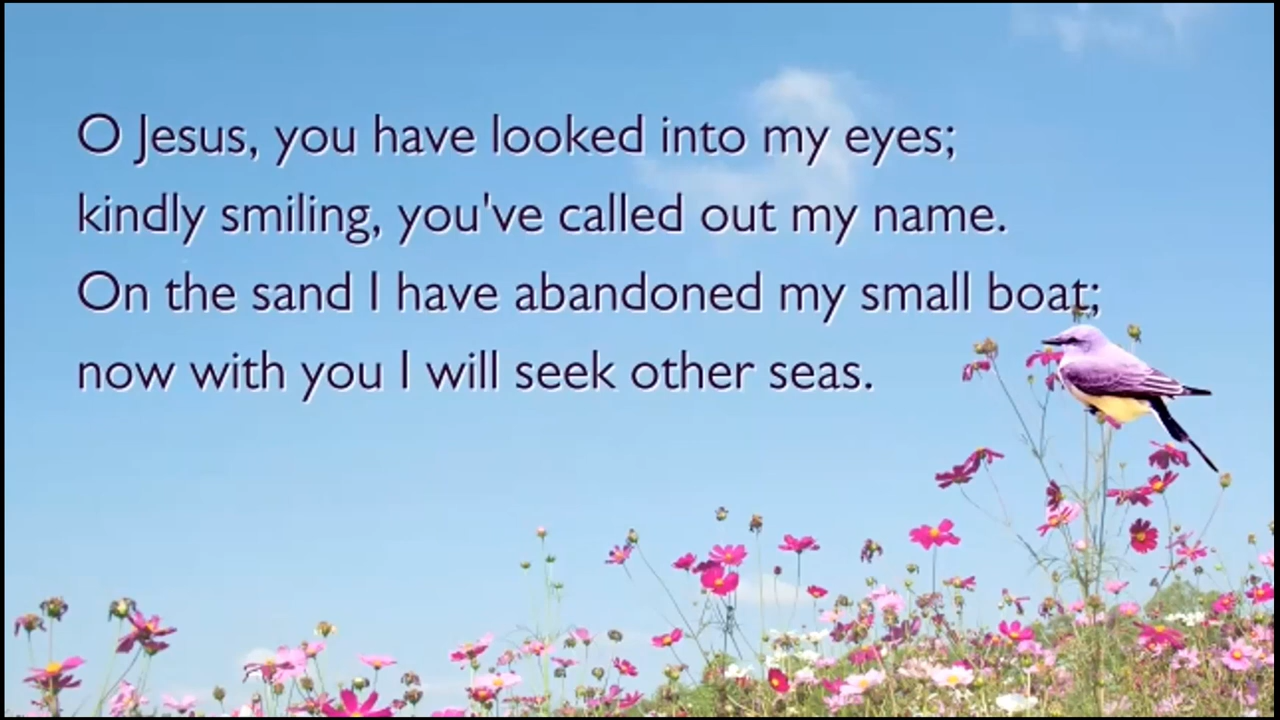 O Jesus, you have looked into my eyes;
kindly smiling, you've called out my name.
On the sand I have abandoned my small boat;
now with you I will seek other seas.